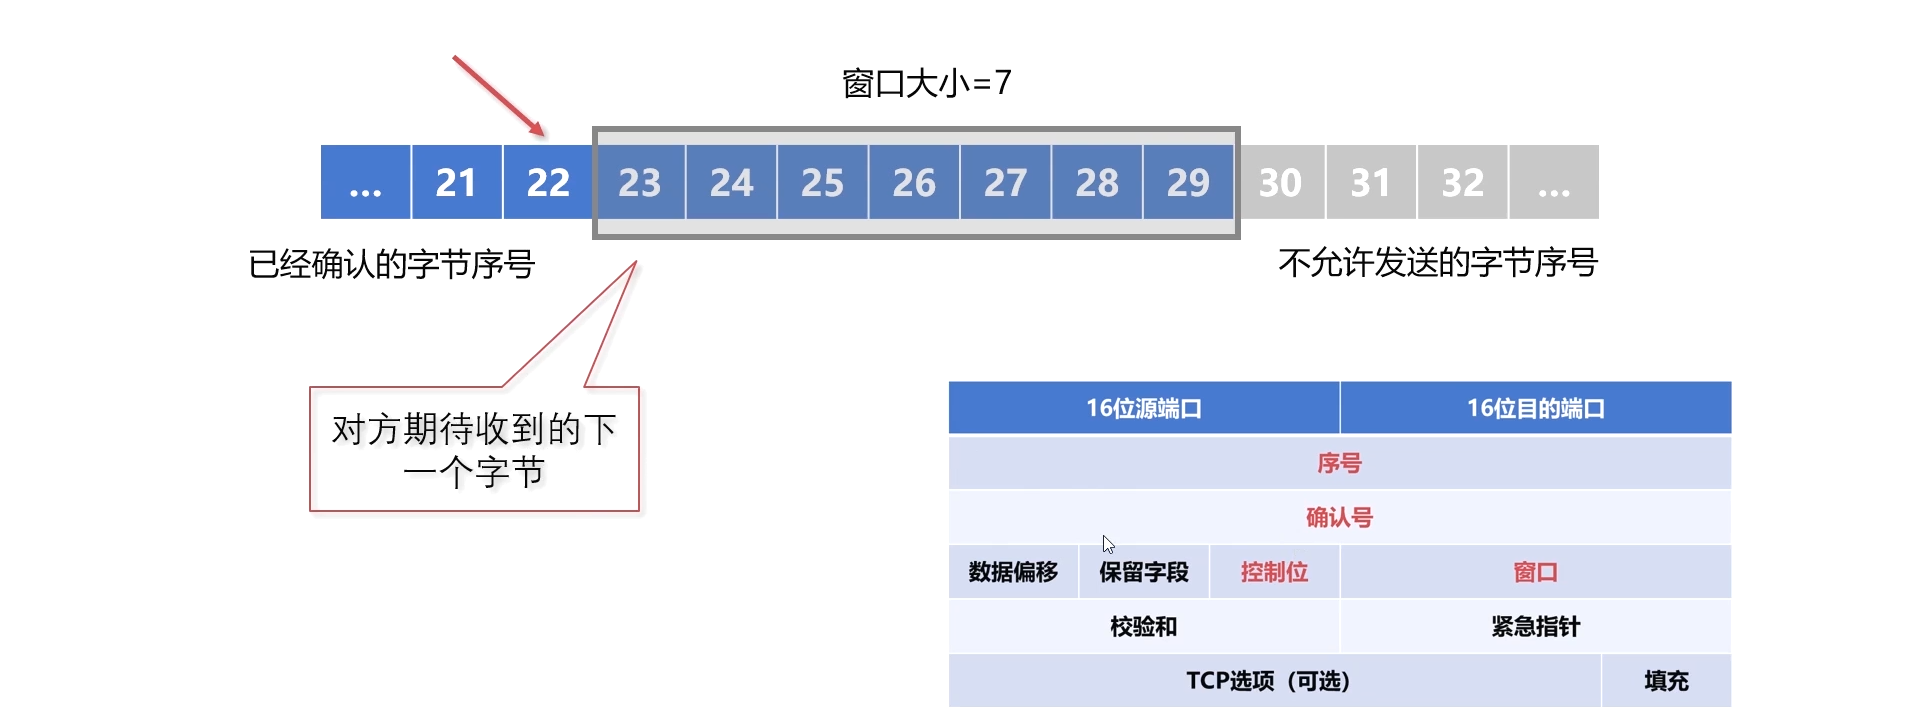 窗口大小=7
... 21 22 23 24 25 26 27 28 29 30 31 32 ...
已经确认的字节序号
不允许发送的字节序号
对方期待收到的下
一个字节
16位源端口 16位目的端口
序号
确认号
数据偏移 保留字段 控制位 窗口
校验和 紧急指针
TCP选项（可选） 填充